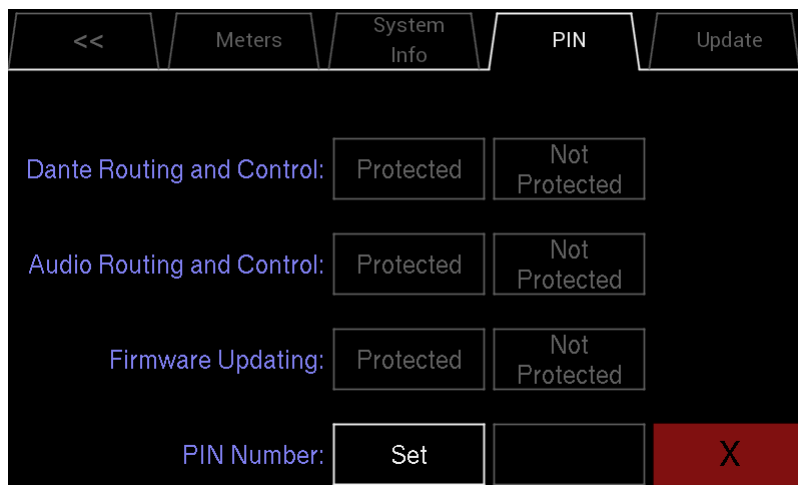 <<
Meters
System
Info
PIN
Update
Dante Routing and Control:
Protected
Not
Protected
Audio Routing and Control:
Protected
Not
Protected
Firmware Updating:
Protected
Not
Protected
PIN Number:
Set
X